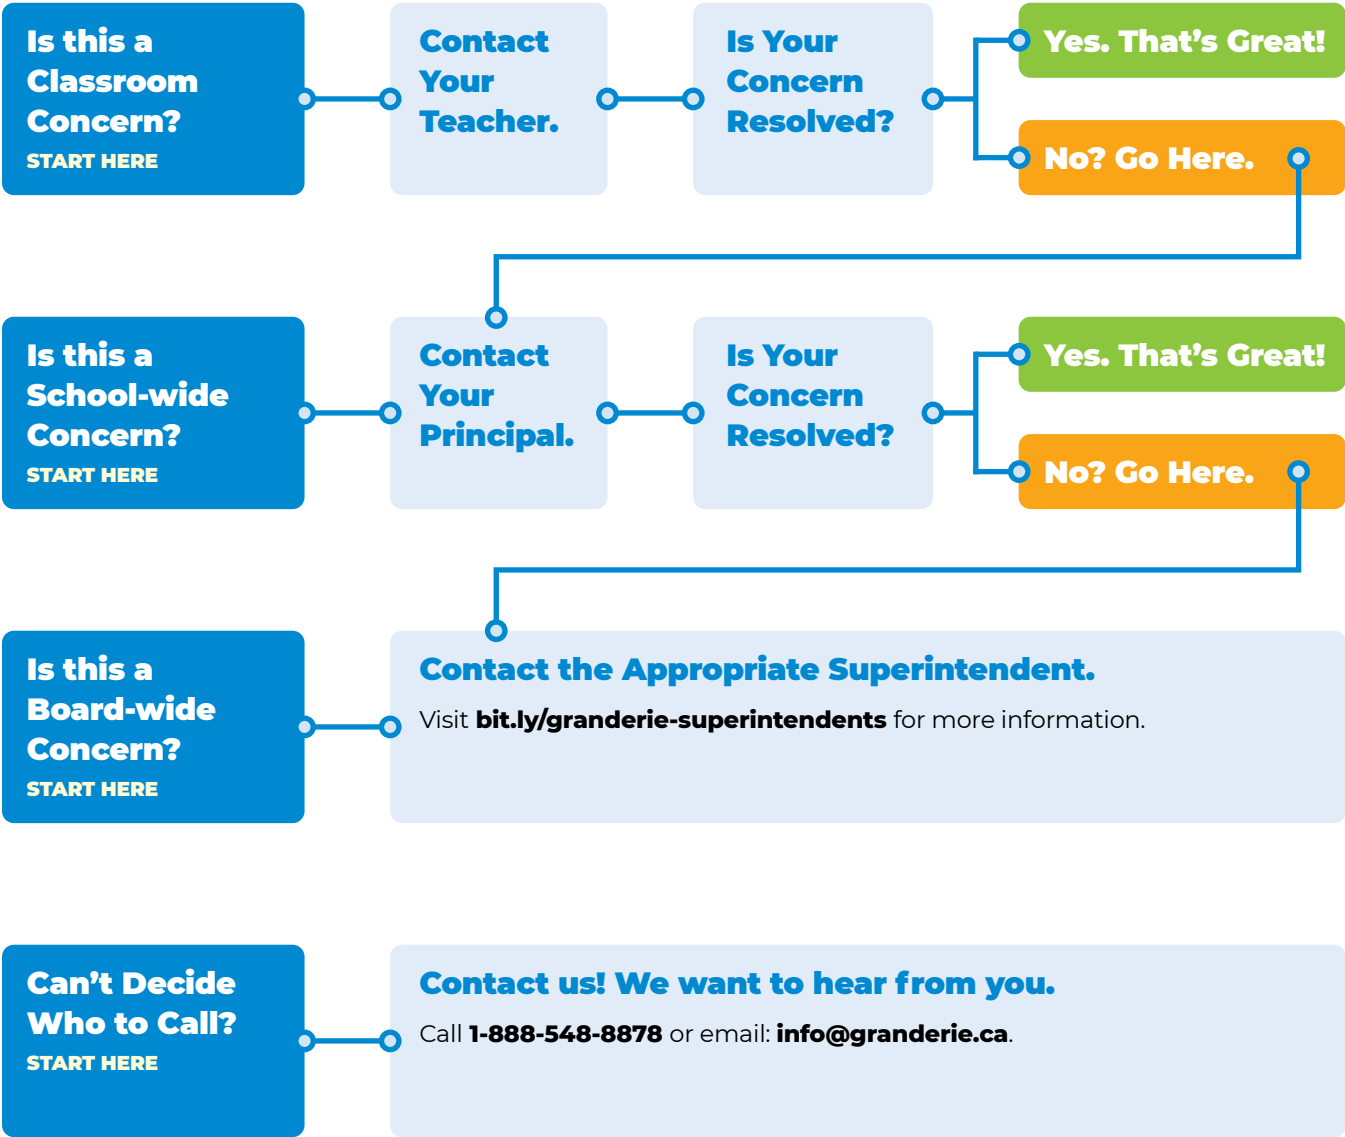 Is this a
Classroom
Concern?
START HERE
Contact
Your
Teacher.
Is Your
Concern
Resolved?
Yes. That’s Great!
No? Go Here.
Is this a
School-wide
Concern?
START HERE
Contact
Your
Principal.
Is Your
Concern
Resolved?
Yes. That’s Great!
No? Go Here.
Is this a
Board-wide
Concern?
START HERE
Contact the Appropriate Superintendent.
Visit bit.ly/granderie-superintendents for more information.
Can’t Decide
Who to Call?
START HERE
Contact us! We want to hear from you.
Call 1-888-548-8878 or email: info@granderie.ca.